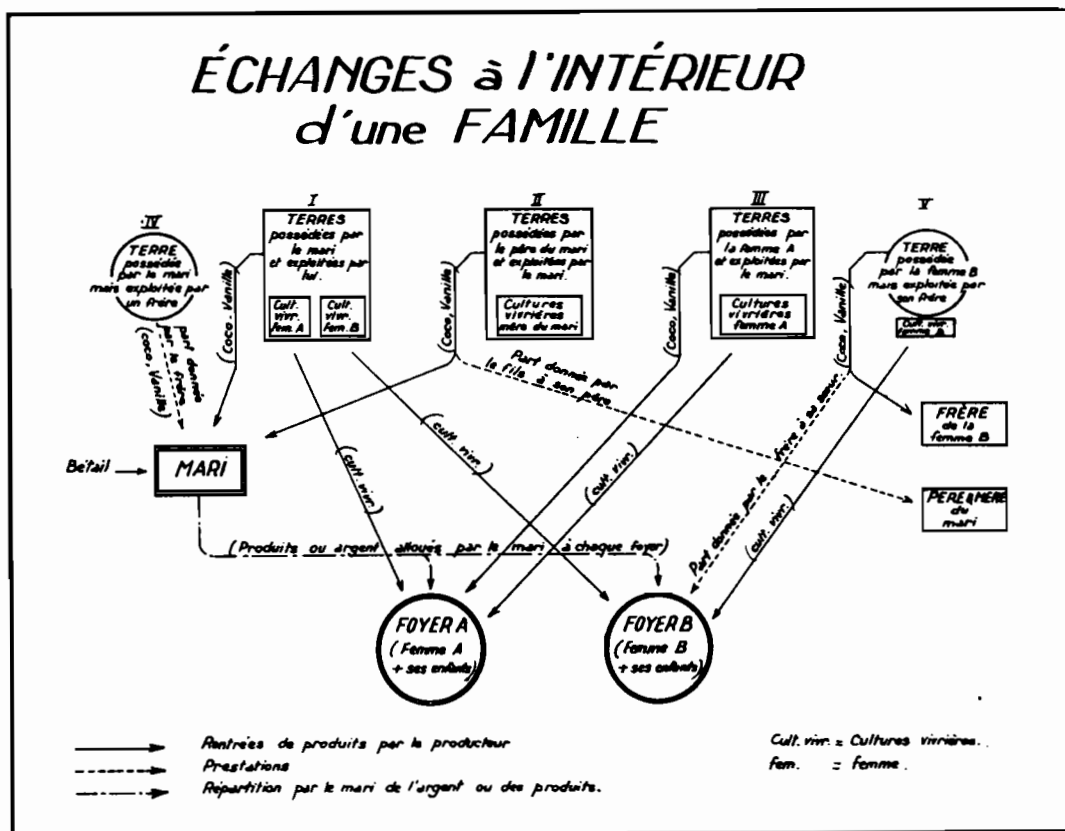 ÉCHANGES à l'INTÉRIEUR
d'une FAMILLE
IV
TERRE
possédée
par le mari
mais exploitée par
un frère
part donnée
par le frère
(coco, Vanille)
I
TERRES
possédées par
le mari
et exploitées par
lui.
Cult.
vivr.
fem. A
Cult.
vivr.
fem. B
(Coco. Vanille)
II
TERRES
possédées par
le père du mari
et exploitées par
le mari.
Cultures
vivrières
mère du mari
(Coco, Vanille)
III
TERRES
possédées par
la femme A
et exploitées par
le mari.
Cultures
vivrières
femme A
(Coco, Vanille)
V
TERRE
possédée
par la femme B
mais exploitée par
son frère
Cult. vivr.
femme B
(Coco, Vanille)
Part donnée par
le fils à son père
FRÈRE
de la
femme B
Bétail
MARI
(cult. vivr.)
(cult. vivr.)
(cult. vivr.)
Part donnée par le frère à sa sœur.
(cult. vivr.)
PERE & MERE
du
mari
(Produits ou argent alloués par le mari à chaque foyer)
FOYER A
(Femme A
+ ses enfants)
FOYER B
(Femme B
+ ses enfants)
Rentrées de produits par le producteur
Prestations
Répartition par le mari de l'argent ou des produits.
Cult. vivr. = Cultures vivrières.
fem. = femme.